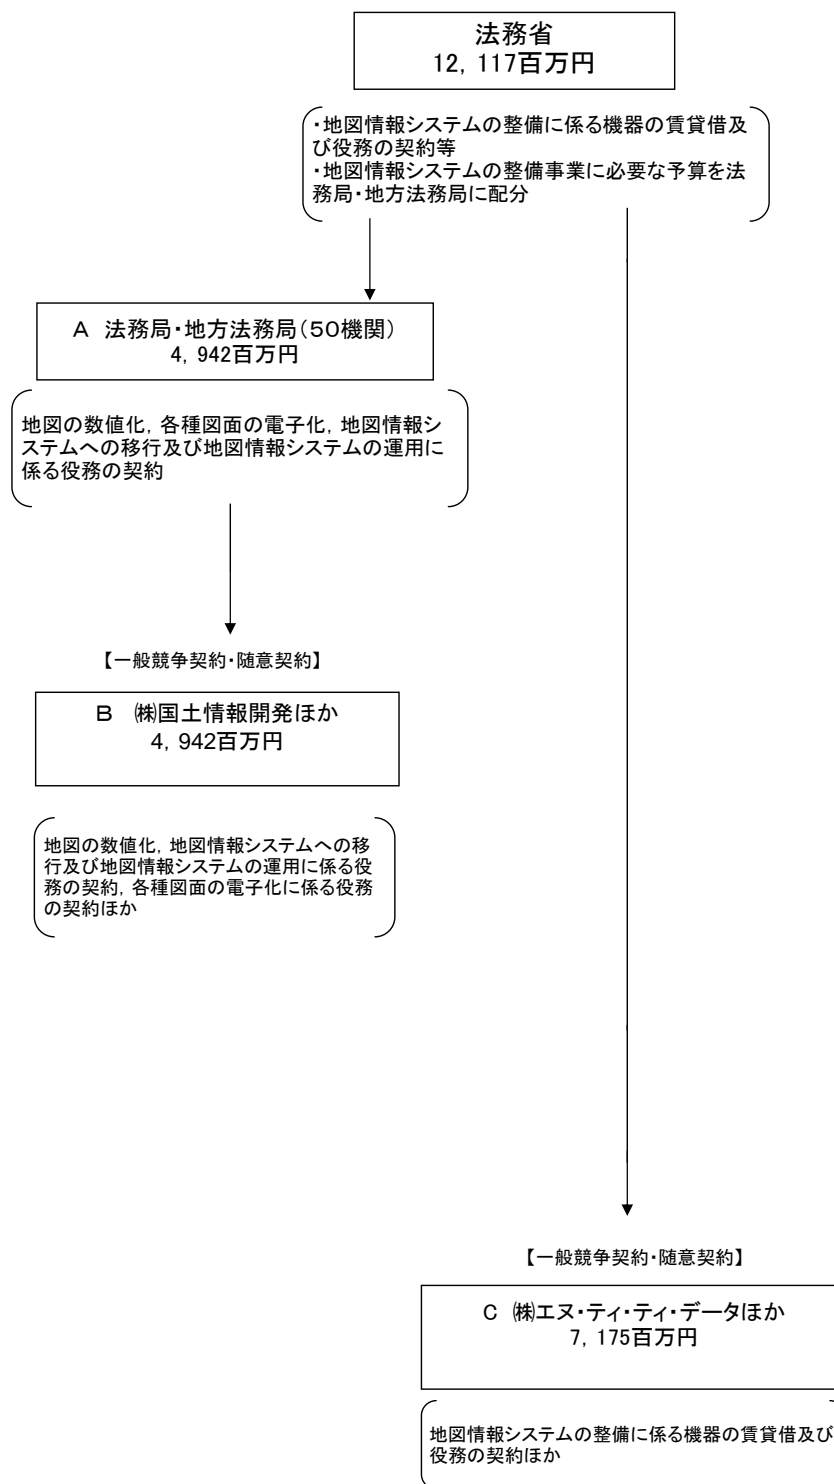 法務省
12,117百万円
・地図情報システムの整備に係る機器の賃貸借及
び役務の契約等
・地図情報システムの整備事業に必要な予算を法
務局・地方法務局に配分
A 法務局・地方法務局(50機関)
4,942百万円
地図の数値化,各種図面の電子化,地図情報シ
ステムへの移行及び地図情報システムの運用に
係る役務の契約
【一般競争契約・随意契約】
B ㈱国土情報開発ほか
4,942百万円
地図の数値化,地図情報システムへの移
行及び地図情報システムの運用に係る役
務の契約,各種図面の電子化に係る役務
の契約ほか
【一般競争契約・随意契約】
C ㈱エヌ・ティ・ティ・データほか
7,175百万円
地図情報システムの整備に係る機器の賃貸借及び
役務の契約ほか